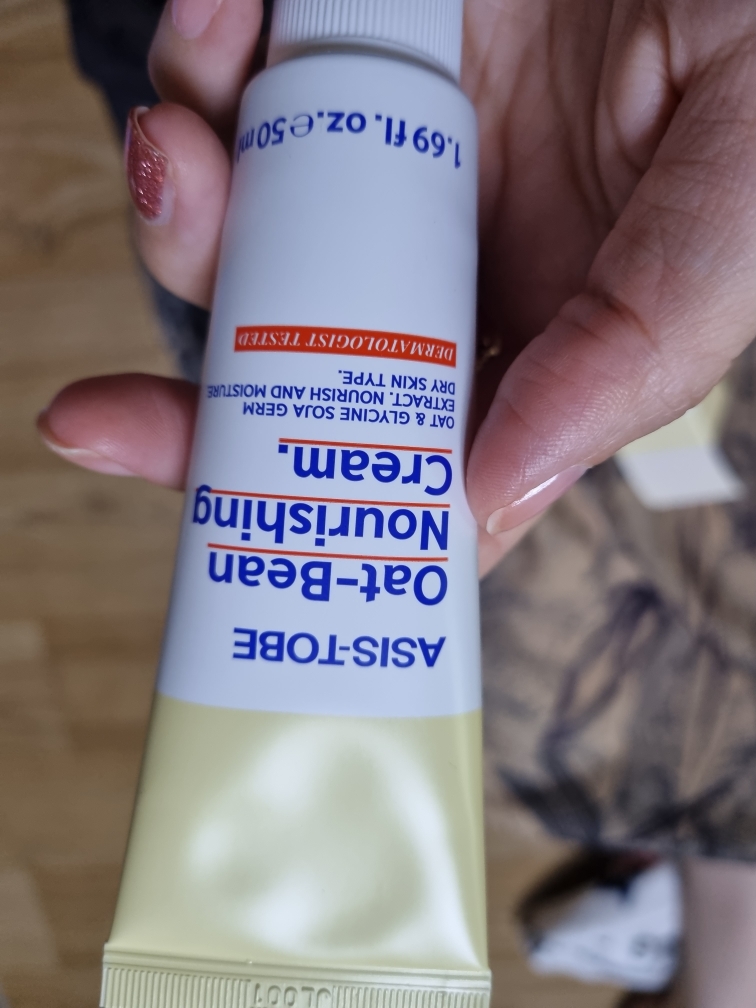 ASIS-TOBE
Oat-Bean
Nourishing
Cream.
OAT & GLYCINE SOJA GERM
EXTRACT. NOURISH AND MOISTURE
DRY SKIN TYPE.
DERMATOLOGIST TESTED
1.69 fl. oz. ℮ 50 ml